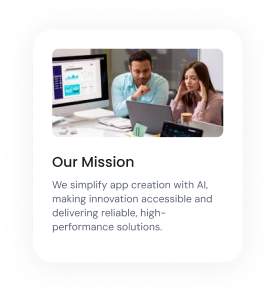 Our Mission
We simplify app creation with AI,
making innovation accessible and
delivering reliable, high-
performance solutions.